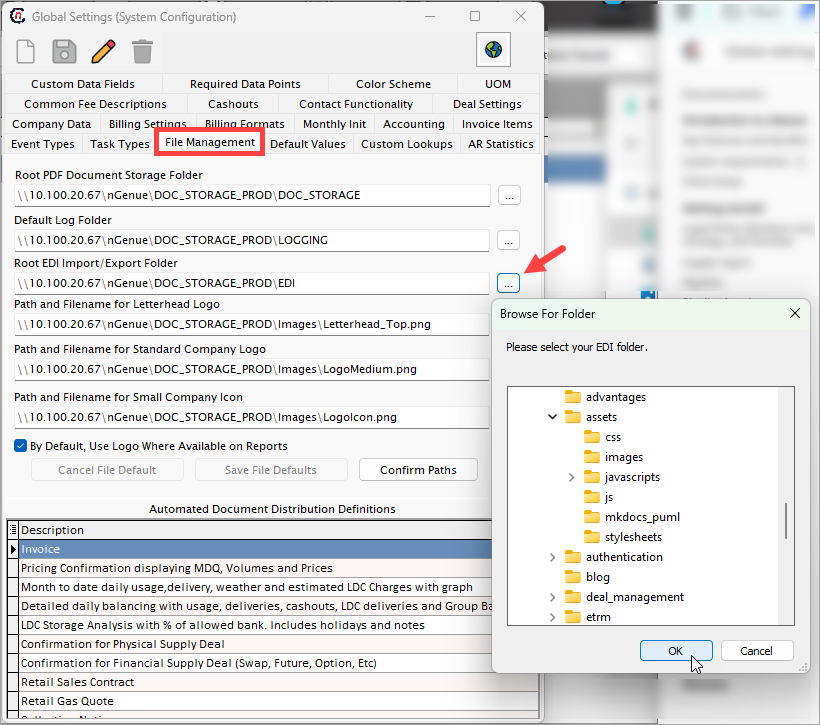 Global Settings (System Configuration)
Custom Data Fields Required Data Points Color Scheme UOM
Common Fee Descriptions Cashouts Contact Functionality Deal Settings
Company Data Billing Settings Billing Formats Monthly Init Accounting Invoice Items
Event Types Task Types File Management Default Values Custom Lookups AR Statistics
Root PDF Document Storage Folder
\\10.100.20.67\nGenue\DOC_STORAGE_PROD\DOC_STORAGE ...
Default Log Folder
\\10.100.20.67\nGenue\DOC_STORAGE_PROD\LOGGING ...
Root EDI Import/Export Folder
\\10.100.20.67\nGenue\DOC_STORAGE_PROD\EDI ...
Path and Filename for Letterhead Logo
\\10.100.20.67\nGenue\DOC_STORAGE_PROD\Images\Letterhead_Top.png
Path and Filename for Standard Company Logo
\\10.100.20.67\nGenue\DOC_STORAGE_PROD\Images\LogoMedium.png
Path and Filename for Small Company Icon
\\10.100.20.67\nGenue\DOC_STORAGE_PROD\Images\LogoIcon.png
By Default, Use Logo Where Available on Reports
Cancel File Default Save File Defaults Confirm Paths
Automated Document Distribution Definitions
Description
Invoice
Pricing Confirmation displaying MDQ, Volumes and Prices
Month to date daily usage,delivery, weather and estimated LDC Charges with graph
Detailed daily balancing with usage, deliveries, cashouts, LDC deliveries and Group Ba
LDC Storage Analysis with % of allowed bank. Includes holidays and notes
Confirmation for Physical Supply Deal
Confirmation for Financial Supply Deal (Swap, Future, Option, Etc)
Retail Sales Contract
Retail Gas Quote
Browse For Folder
Please select your EDI folder.
advantages
assets
css
images
javascripts
js
mkdocs_puml
stylesheets
authentication
blog
deal_management
etrm
OK Cancel